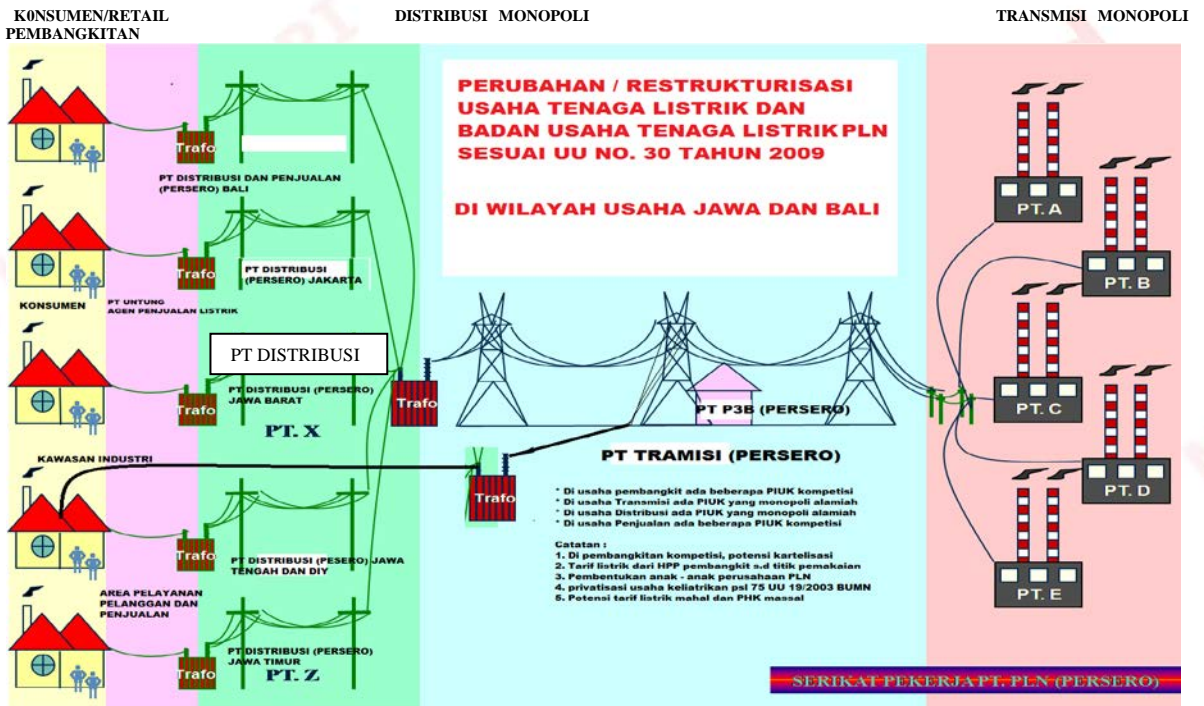 K0NSUMEN/RETAIL DISTRIBUSI MONOPOLI TRANSMISI MONOPOLI
PEMBANGKITAN
PERUBAHAN / RESTRUKTURISASI
USAHA TENAGA LISTRIK DAN
BADAN USAHA TENAGA LISTRIK PLN
SESUAI UU NO. 30 TAHUN 2009
DI WILAYAH USAHA JAWA DAN BALI
Trafo
PT DISTRIBUSI DAN PENJUALAN
(PERSERO) BALI
Trafo
PT DISTRIBUSI
(PERSERO) JAKARTA
KONSUMEN
PT UNTUNG
AGEN PENJUALAN LISTRIK
PT DISTRIBUSI
PT DISTRIBUSI (PERSERO)
JAWA BARAT
Trafo
PT. X
Trafo
KAWASAN INDUSTRI
Trafo
PT DISTRIBUSI (PESERO) JAWA
TENGAH DAN DIY
AREA PELAYANAN
PELANGGAN DAN
PENJUALAN
PT DISTRIBUSI (PERSERO)
JAWA TIMUR
Trafo
PT. Z
PT P3B (PERSERO)
PT TRAMISI (PERSERO)
Trafo
* Di usaha pembangkit ada beberapa PIUK kompetisi
* Di usaha Transmisi ada PIUK yang monopoli alamiah
* Di usaha Distribusi ada PIUK yang monopoli alamiah
* Di usaha Penjualan ada beberapa PIUK kompetisi
Catatan :
1. Di pembangkitan kompetisi, potensi kartelisasi
2. Tarif listrik dari HPP pembangkit s.d titik pemakaian
3. Pembentukan anak - anak perusahaan PLN
4. privatisasi usaha keliatrikan psl 75 UU 19/2003 BUMN
5. Potensi tarif listrik mahal dan PHK massal
PT. A
PT. B
PT. C
PT. D
PT. E
SERIKAT PEKERJA PT. PLN (PERSERO)